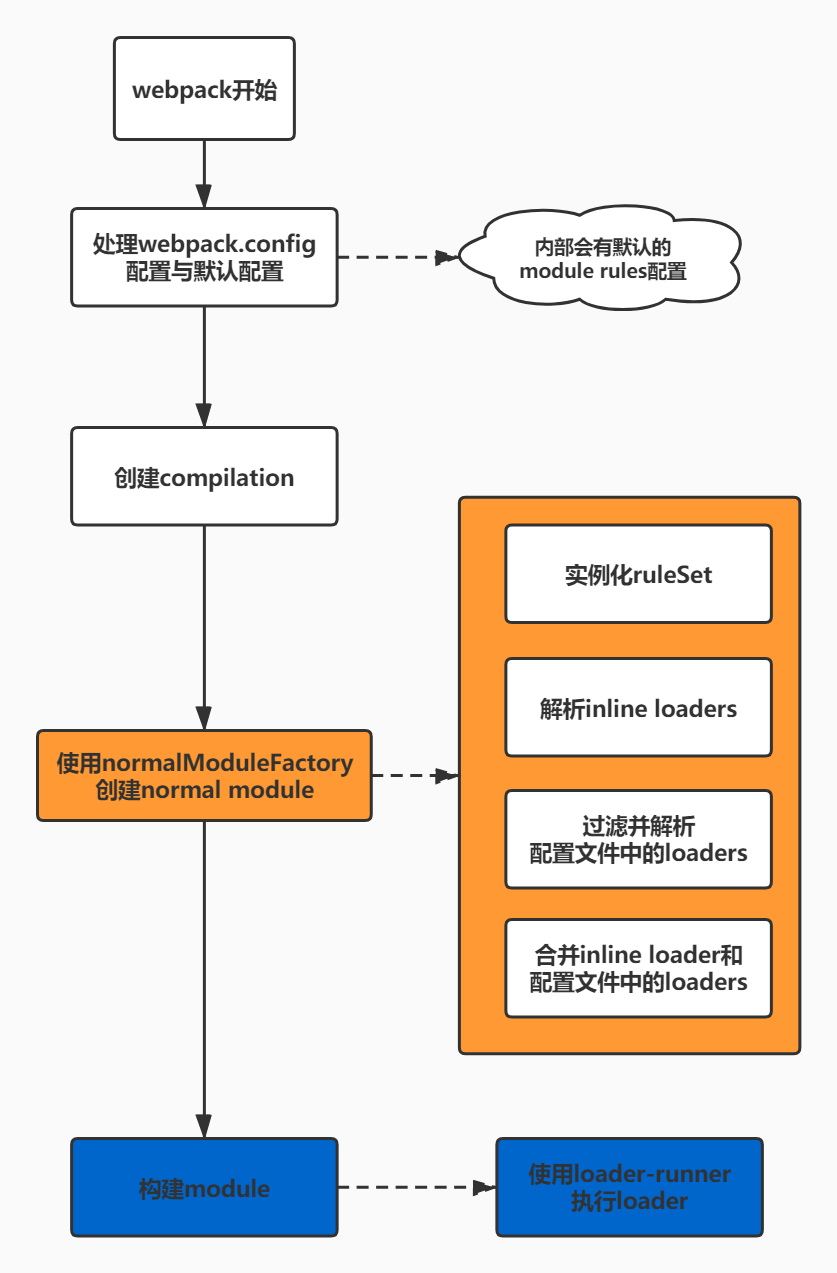 webpack开始
处理webpack.config
配置与默认配置
内部会有默认的
module rules配置
创建compilation
使用normalModuleFactory
创建normal module
实例化ruleSet
解析inline loaders
过滤并解析
配置文件中的loaders
合并inline loader和
配置文件中的loaders
构建module
使用loader-runner
执行loader